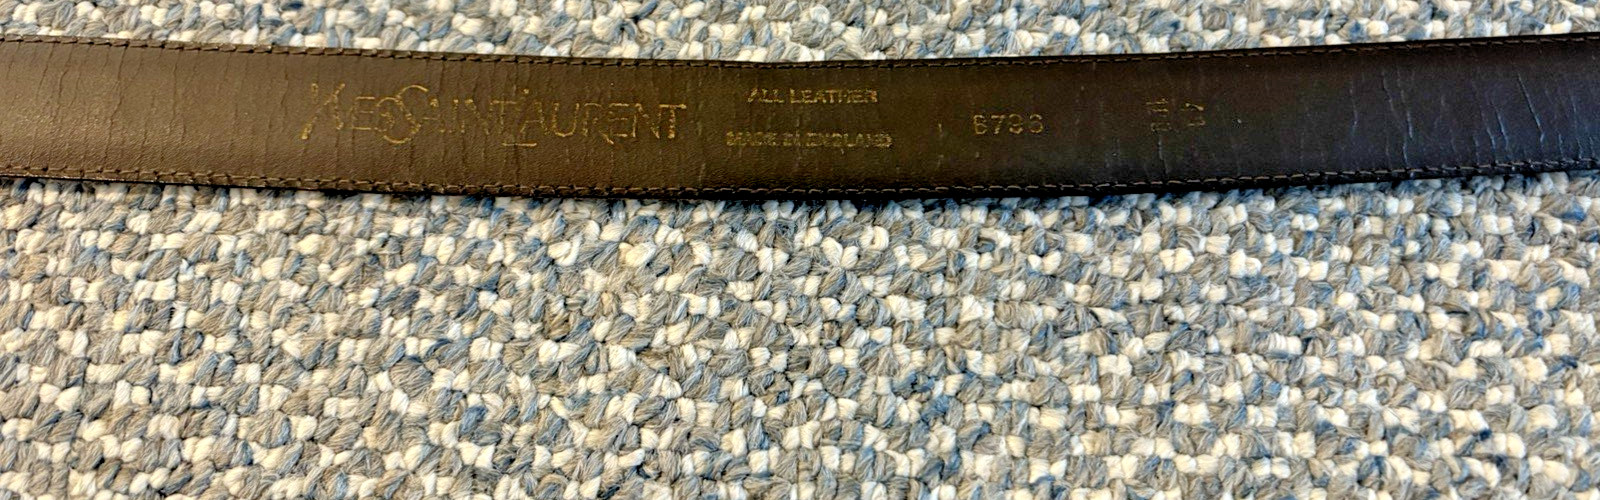 YVESSAINTLAURENT
ALL LEATHER
MADE IN ENGLAND
6736